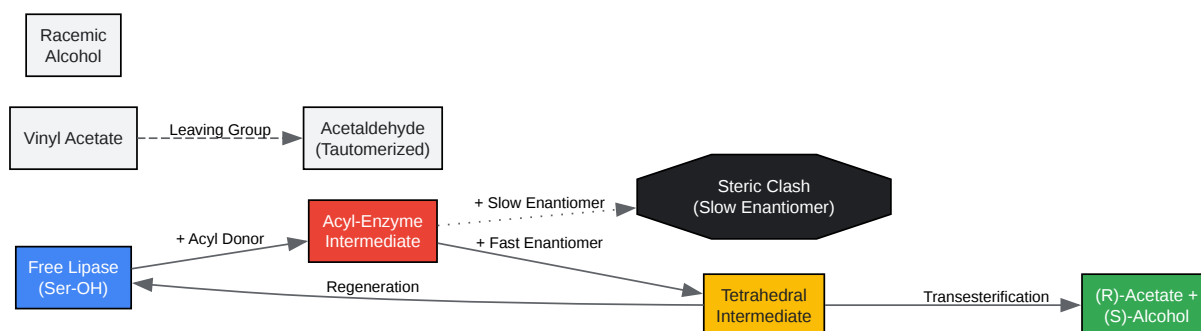 Racemic
Alcohol
Vinyl Acetate
Leaving Group
Acetaldehyde
(Tautomerized)
Steric Clash
(Slow Enantiomer)
+ Slow Enantiomer
Acyl-Enzyme
Intermediate
+ Acyl Donor
+ Fast Enantiomer
Free Lipase
(Ser-OH)
Regeneration
Tetrahedral
Intermediate
Transesterification
(R)-Acetate +
(S)-Alcohol